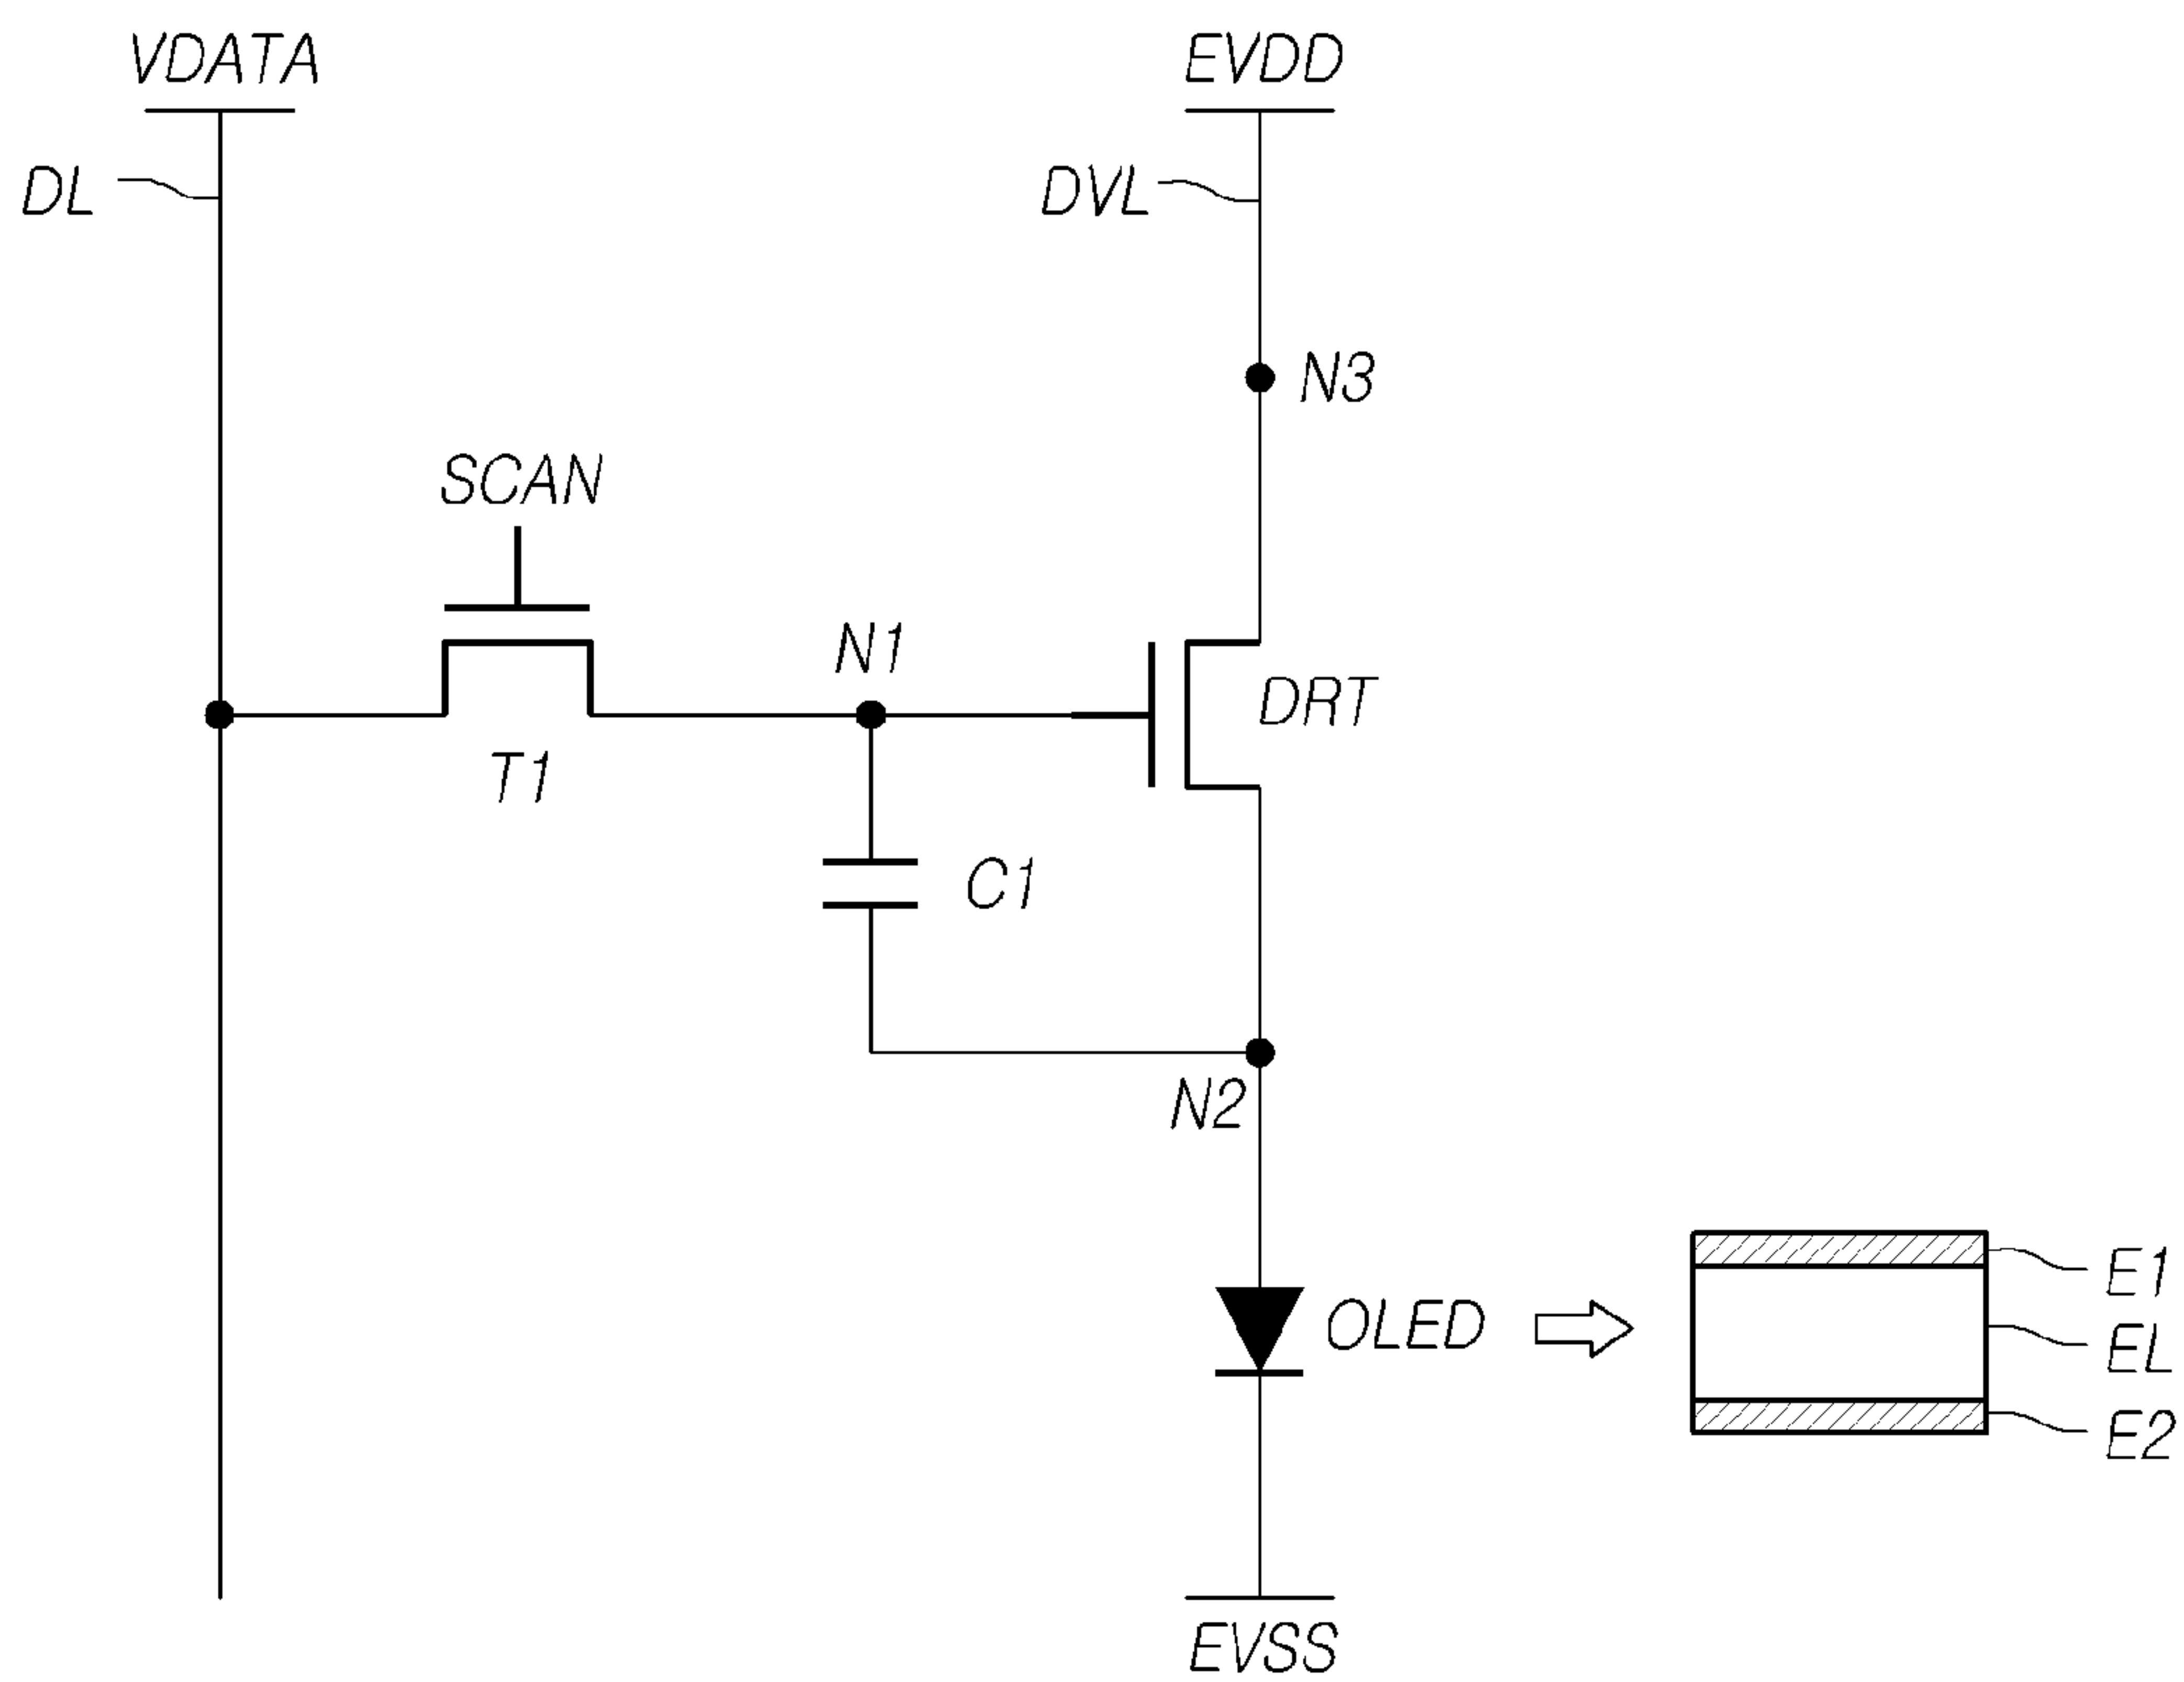 VDATA
EVDD
DL
DVL
N3
SCAN
N1
DRT
T1
C1
N2
E1
OLED
EL
E2
EVSS